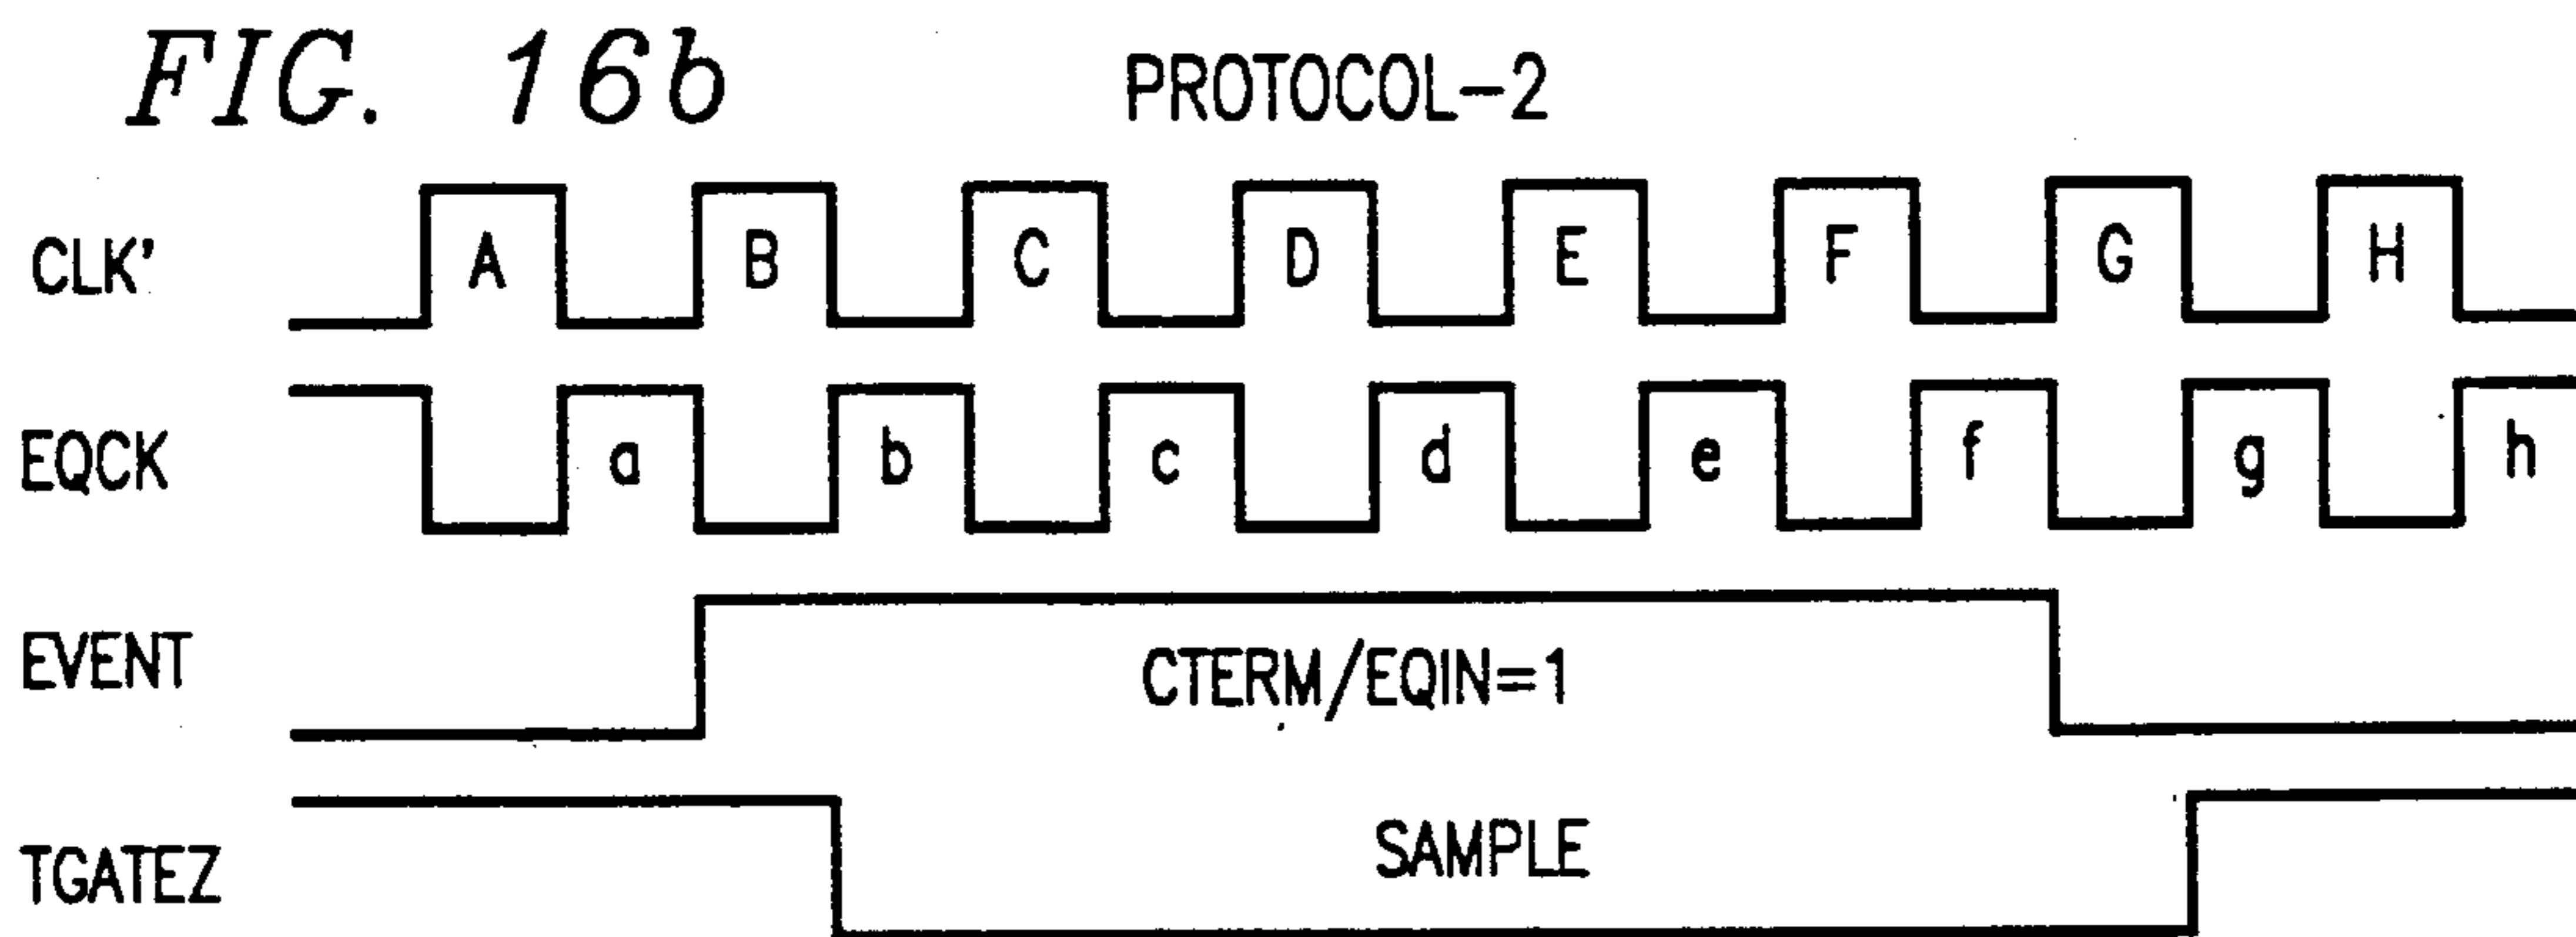 FIG. 16b
PROTOCOL-2
CLK' A B C D E F G H
EQCK a b c d e f g h
EVENT CTERM/EQIN=1
TGATEZ SAMPLE